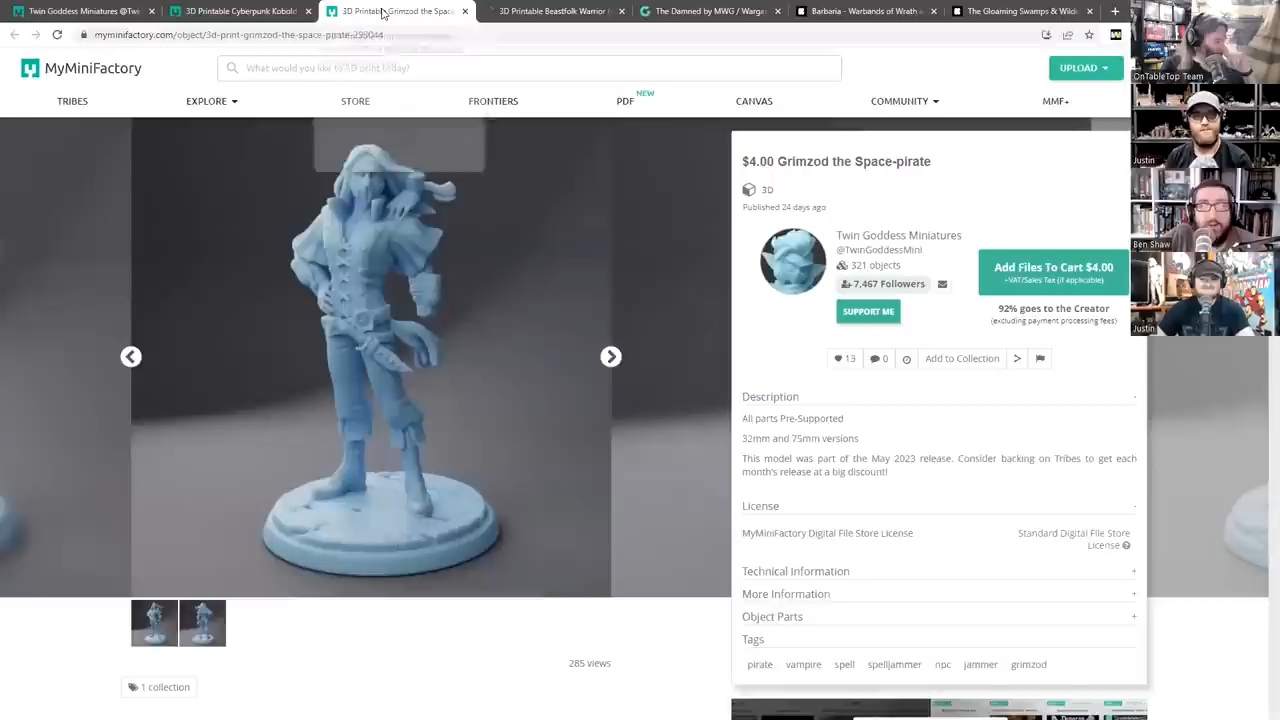 Twin Goddess Miniatures @Tw
3D Printable Cyberpunk Kobol
3D Printable Grimzod the Spac
3D Printable Beastfolk Warrior
The Damned by MWG / Warga
Barbaria - Wandlands of Wrath
The Gloaming Swamps & Wild
myminifactory.com/object/3d-print-grimzod-the-space-pirate-299044
MyMiniFactory
What would you like to 3D print today?
UPLOAD
TRIBES
EXPLORE
STORE
FRONTIERS
PDF
NEW
CANVAS
COMMUNITY
MMF+
OnTableTop Team
Justin
Ben Shaw
Justin
$4.00 Grimzod the Space-pirate
3D
Published 24 days ago
Twin Goddess Miniatures
@TwinGoddessMini
321 objects
7,467 Followers
SUPPORT ME
Add Files To Cart $4.00
+VAT/Sales Tax (if applicable)
92% goes to the Creator
(excluding payment processing fees)
13
0
Add to Collection
Description
-
All parts Pre-Supported
32mm and 75mm versions
This model was part of the May 2023 release. Consider backing on Tribes to get each
month's release at a big discount!
License
-
MyMiniFactory Digital File Store License
Standard Digital File Store
License
Technical Information
+
More Information
+
Object Parts
+
Tags
pirate vampire spell spelljammer npc jammer grimzod
285 views
1 collection